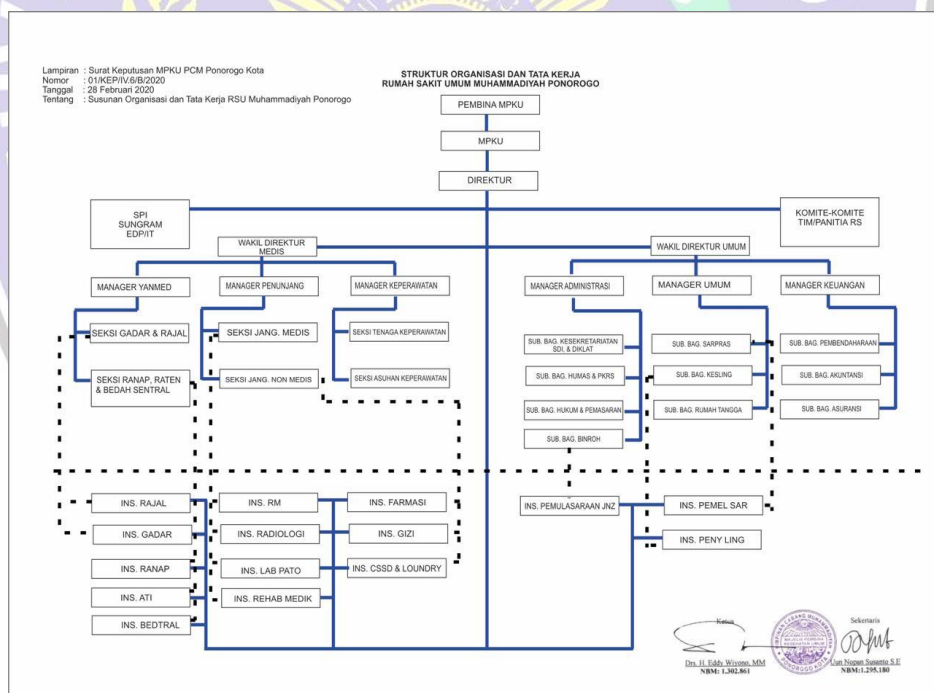 Lampiran : Surat Keputusan MPKU PCM Ponorogo Kota
Nomor : 01/KEP/IV.6/B/2020
Tanggal : 28 Februari 2020
Tentang : Susunan Organisasi dan Tata Kerja RSU Muhammadiyah Ponorogo
STRUKTUR ORGANISASI DAN TATA KERJA
RUMAH SAKIT UMUM MUHAMMADIYAH PONOROGO
PEMBINA MPKU
MPKU
DIREKTUR
SPI
SUNGRAM
EDP/IT
KOMITE-KOMITE
TIM/PANITIA RS
WAKIL DIREKTUR
MEDIS
WAKIL DIREKTUR UMUM
MANAGER YANMED
MANAGER PENUNJANG
MANAGER KEPERAWATAN
MANAGER ADMINISTRASI
MANAGER UMUM
MANAGER KEUANGAN
SEKSI GADAR & RAJAL
SEKSI JANG. MEDIS
SEKSI TENAGA KEPERAWATAN
SUB. BAG. KESEKRETARIATAN
SDI, & DIKLAT
SUB. BAG. SARPRAS
SUB. BAG. PEMBENDAHARAAN
SEKSI RANAP, RATEN
& BEDAH SENTRAL
SEKSI JANG. NON MEDIS
SEKSI ASUHAN KEPERAWATAN
SUB. BAG. HUMAS & PKRS
SUB. BAG. KESLING
SUB. BAG. AKUNTANSI
SUB. BAG. HUKUM & PEMASARAN
SUB. BAG. RUMAH TANGGA
SUB. BAG. ASURANSI
SUB. BAG. BINROH
INS. RAJAL
INS. RM
INS. FARMASI
INS. PEMULASARAAN JNZ
INS. PEMEL SAR
INS. GADAR
INS. RADIOLOGI
INS. GIZI
INS. PENY LING
INS. RANAP
INS. LAB PATO
INS. CSSD & LOUNDRY
INS. ATI
INS. REHAB MEDIK
INS. BEDTRAL
Ketua
Sekertaris
Drs. H. Eddy Wiyono, MM
NBM: 1.302.861
Uun Nopan Susanto S.E
NBM:1.295.180